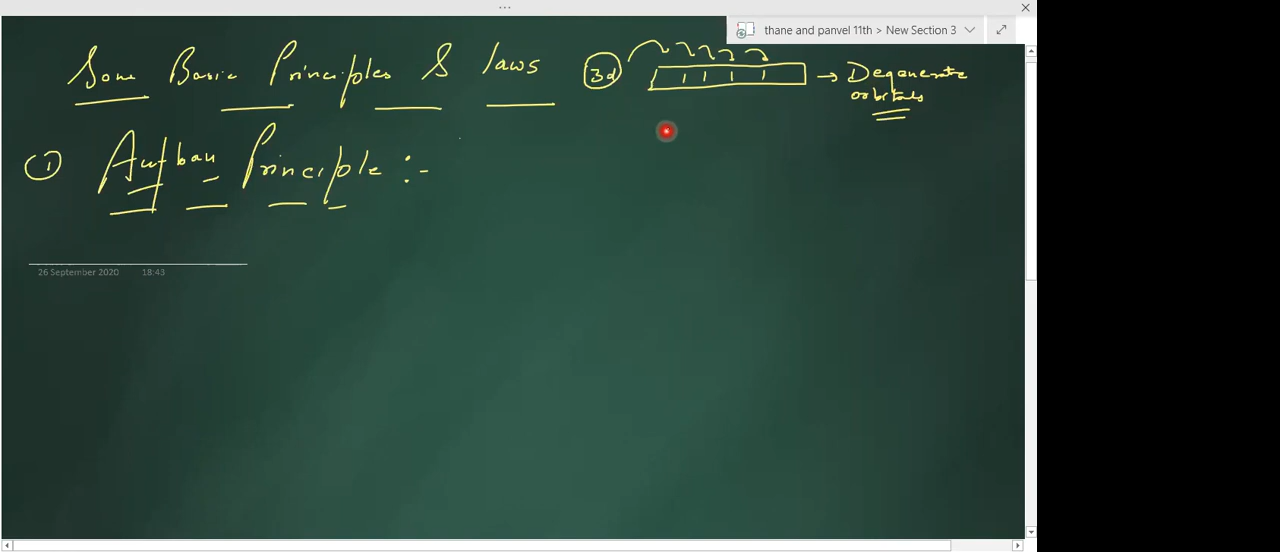 thane and panvel 11th > New Section 3
Some Basic Principles & laws
3d → Degenerate
orbitals
① Aufbau Principle :-
26 September 2020 18:43